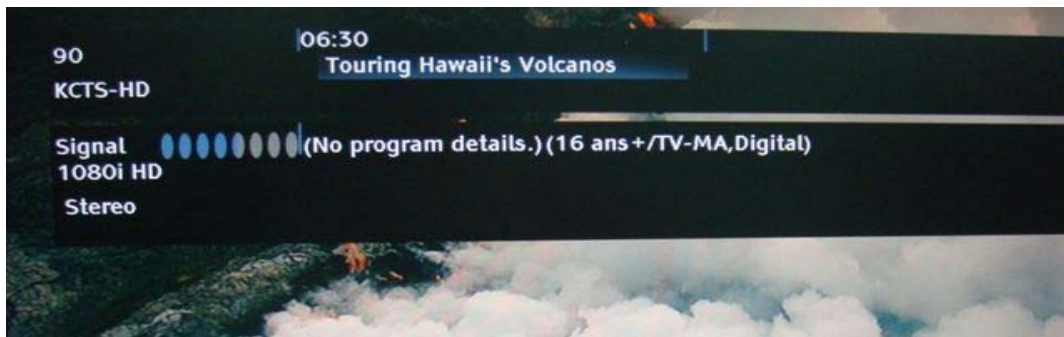 90
KCTS-HD
06:30
Touring Hawaii's Volcanos
Signal
1080i HD
Stereo
(No program details.)(16 ans+/TV-MA,Digital)